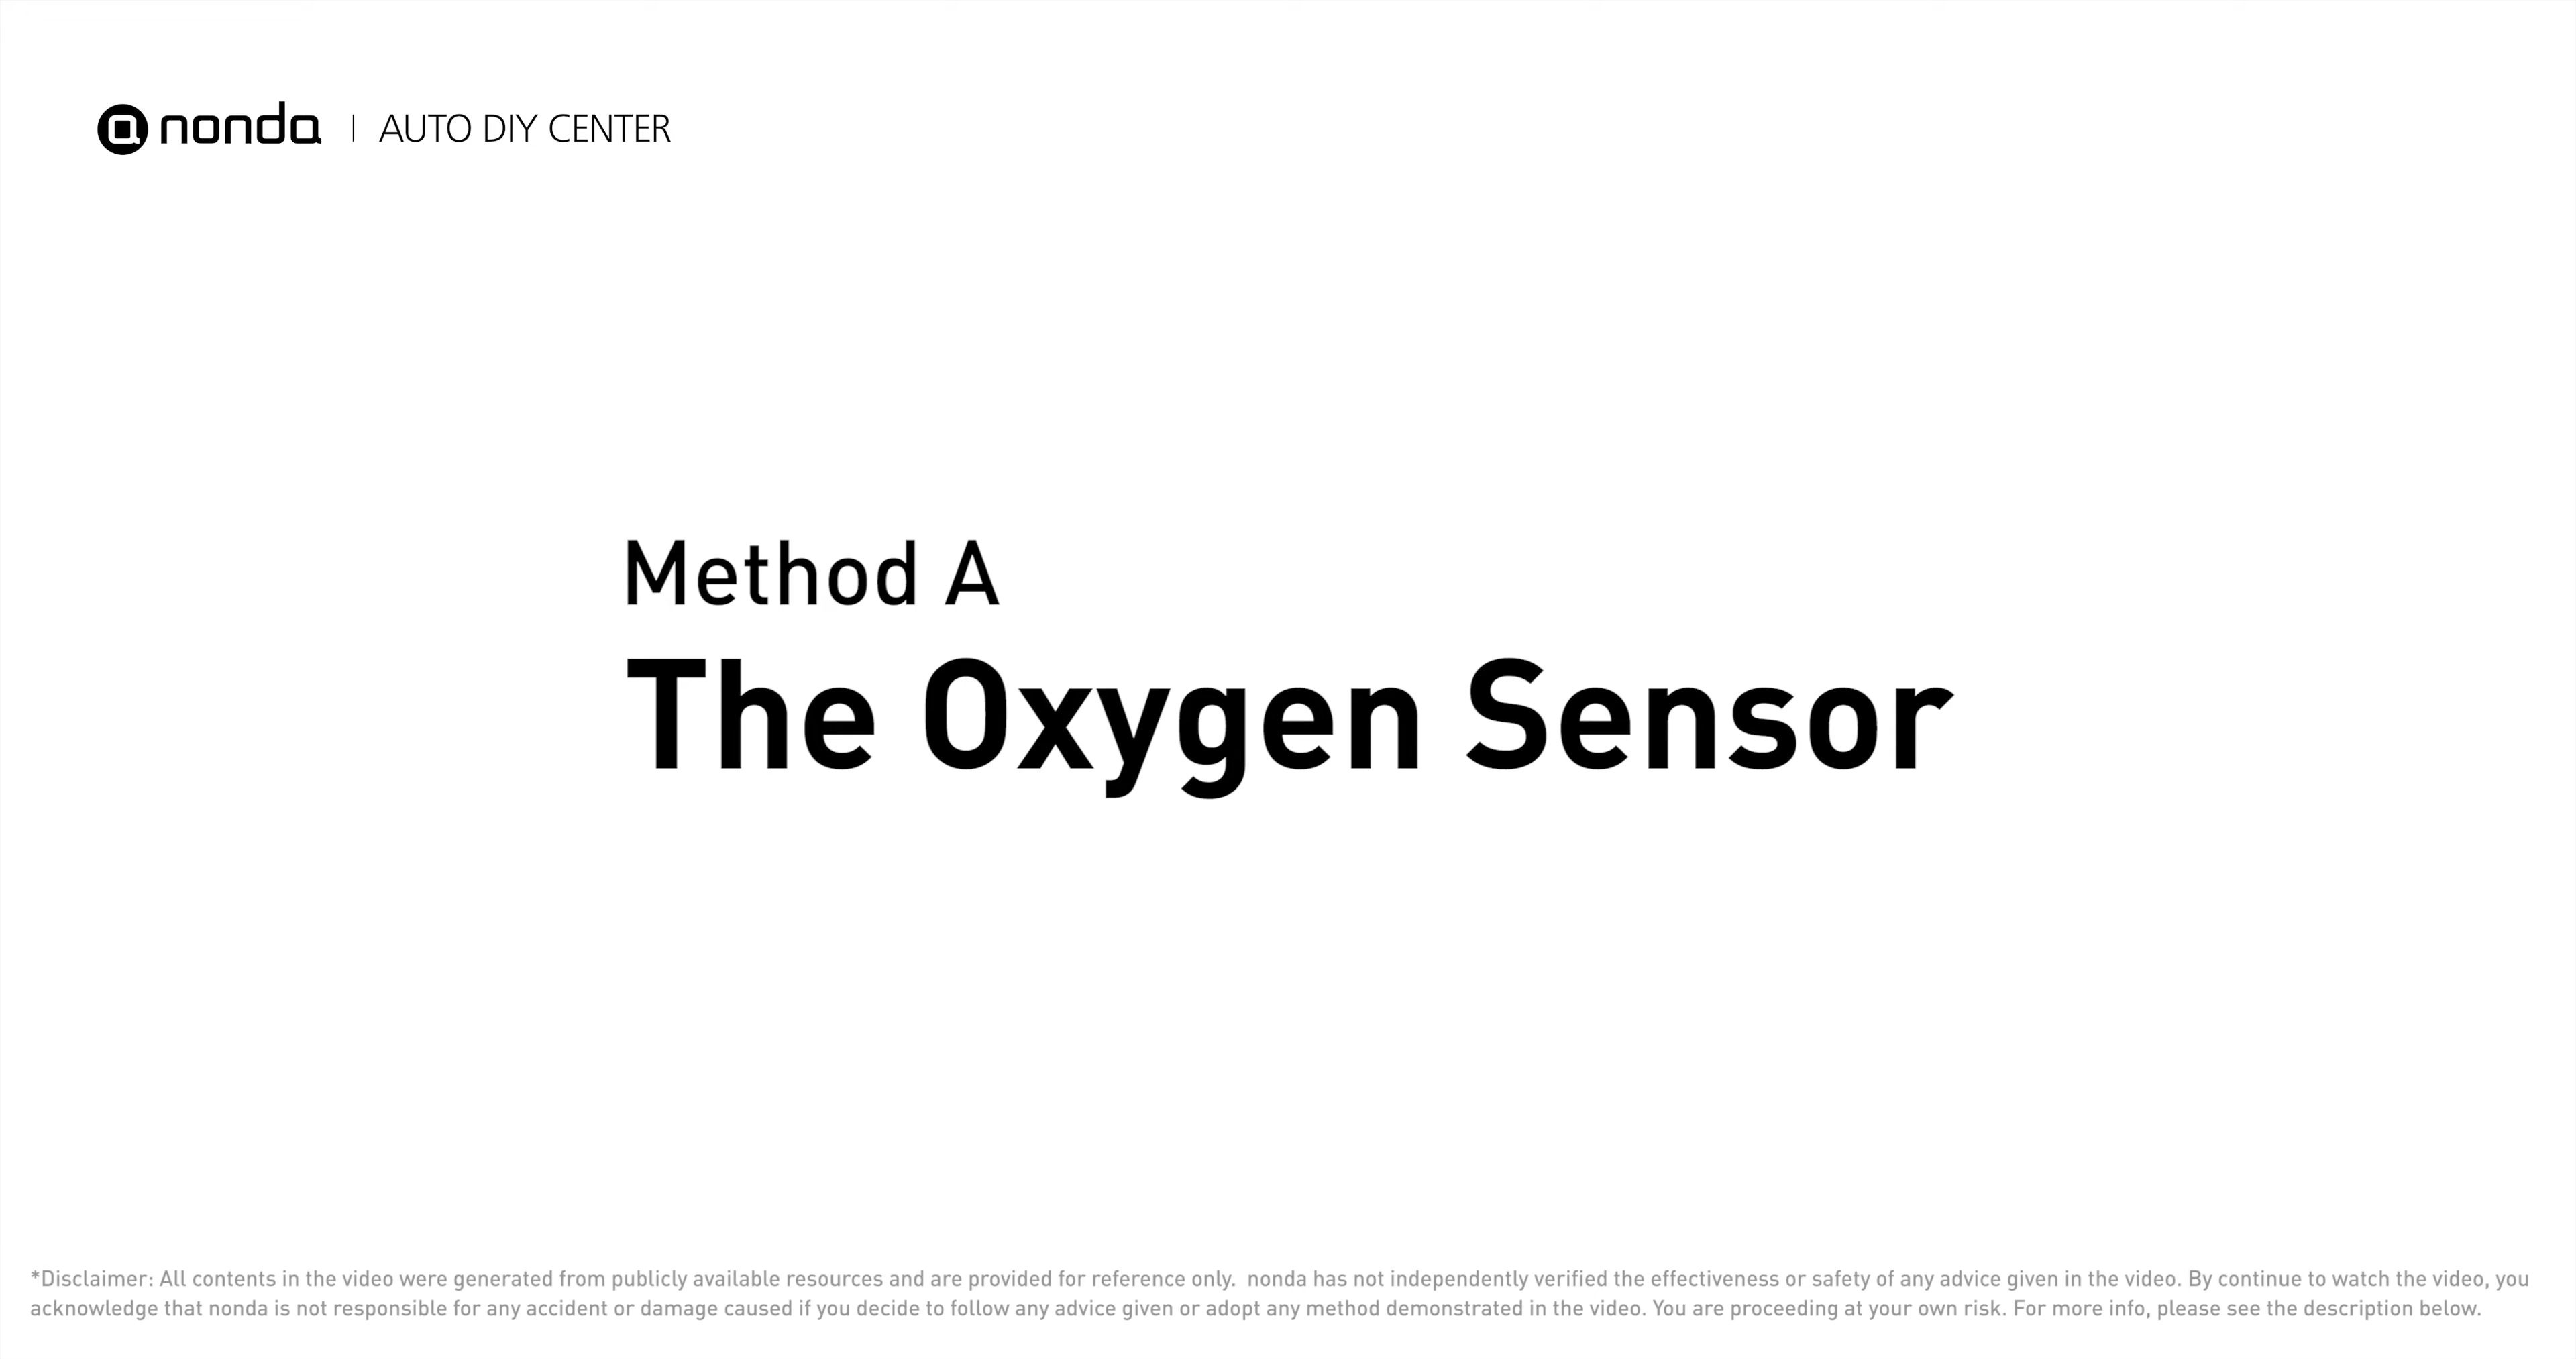 nonda | AUTO DIY CENTER
Method A
The Oxygen Sensor
*Disclaimer: All contents in the video were generated from publicly available resources and are provided for reference only.  nonda has not independently verified the effectiveness or safety of any advice given in the video. By continue to watch the video, you
acknowledge that nonda is not responsible for any accident or damage caused if you decide to follow any advice given or adopt any method demonstrated in the video. You are proceeding at your own risk. For more info, please see the description below.